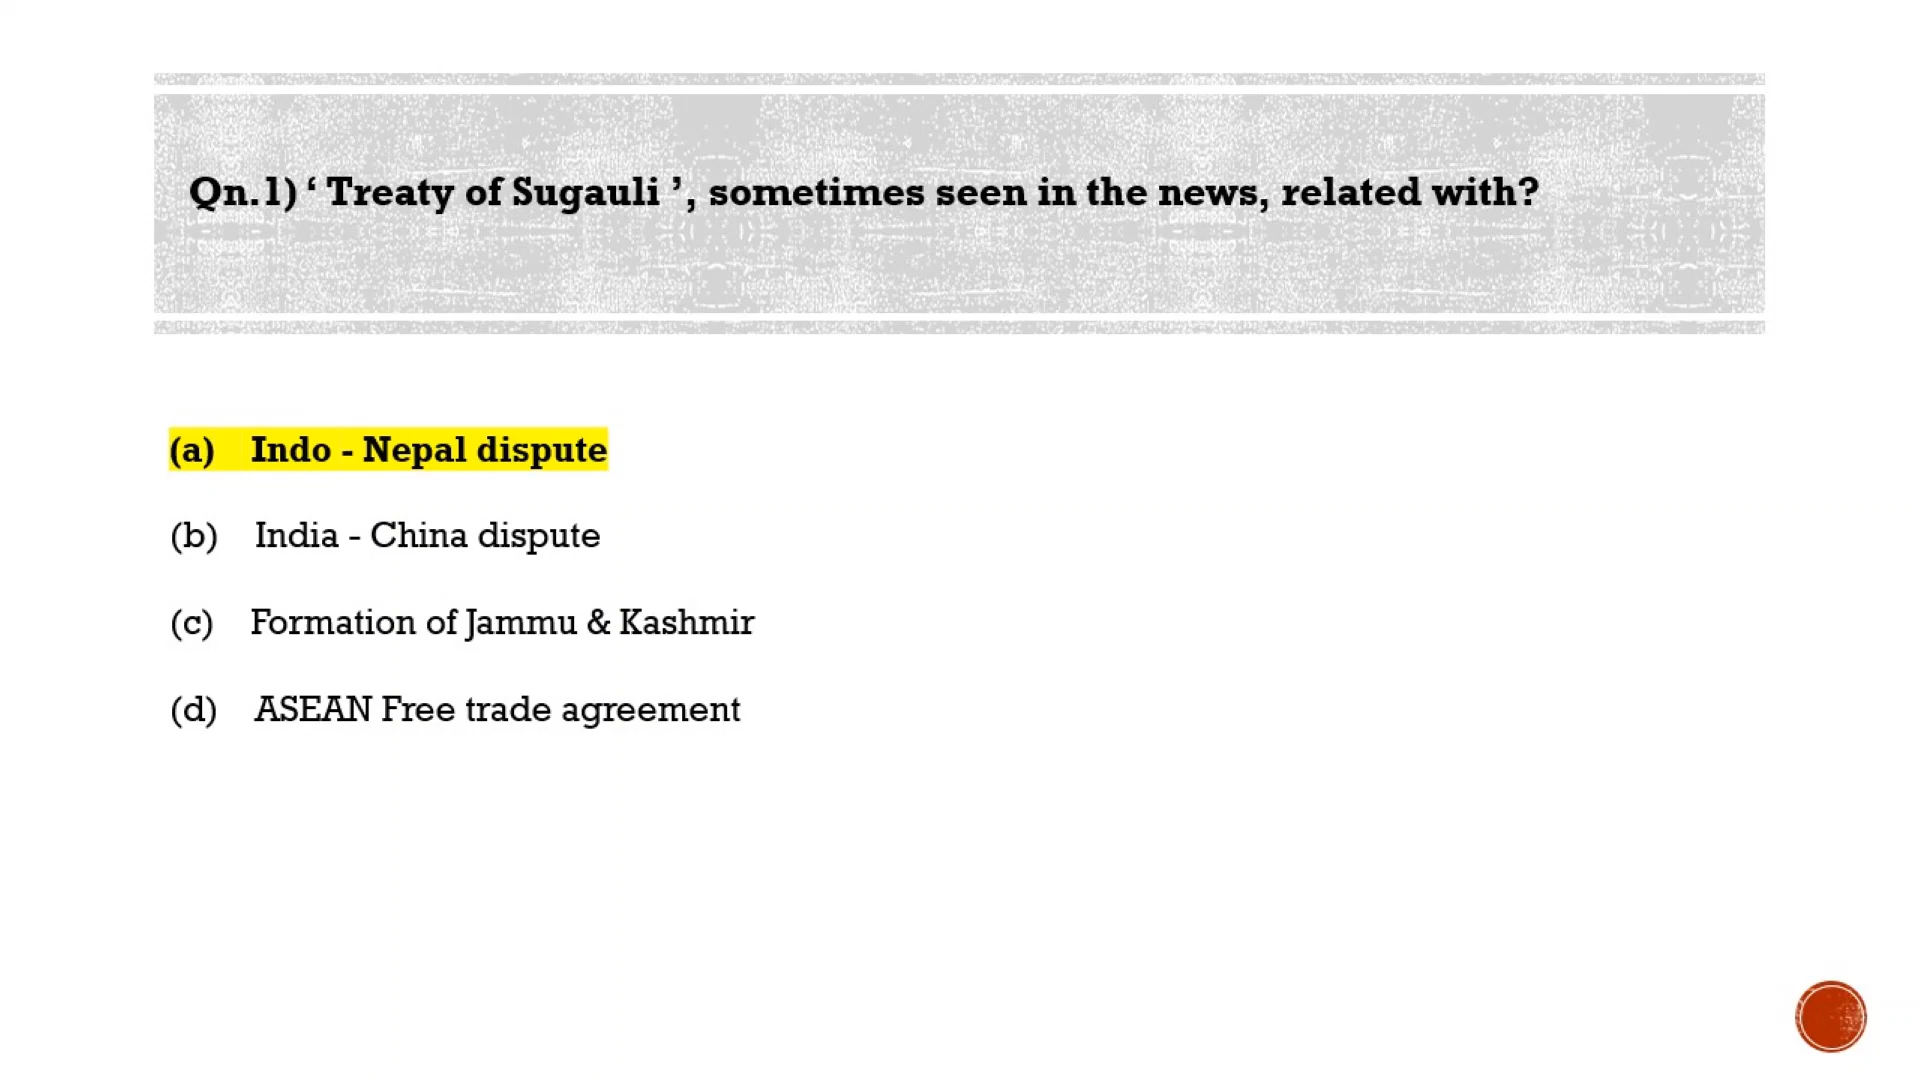 Qn.1) ‘ Treaty of Sugauli ’, sometimes seen in the news, related with?
(a) Indo - Nepal dispute
(b) India - China dispute
(c) Formation of Jammu & Kashmir
(d) ASEAN Free trade agreement